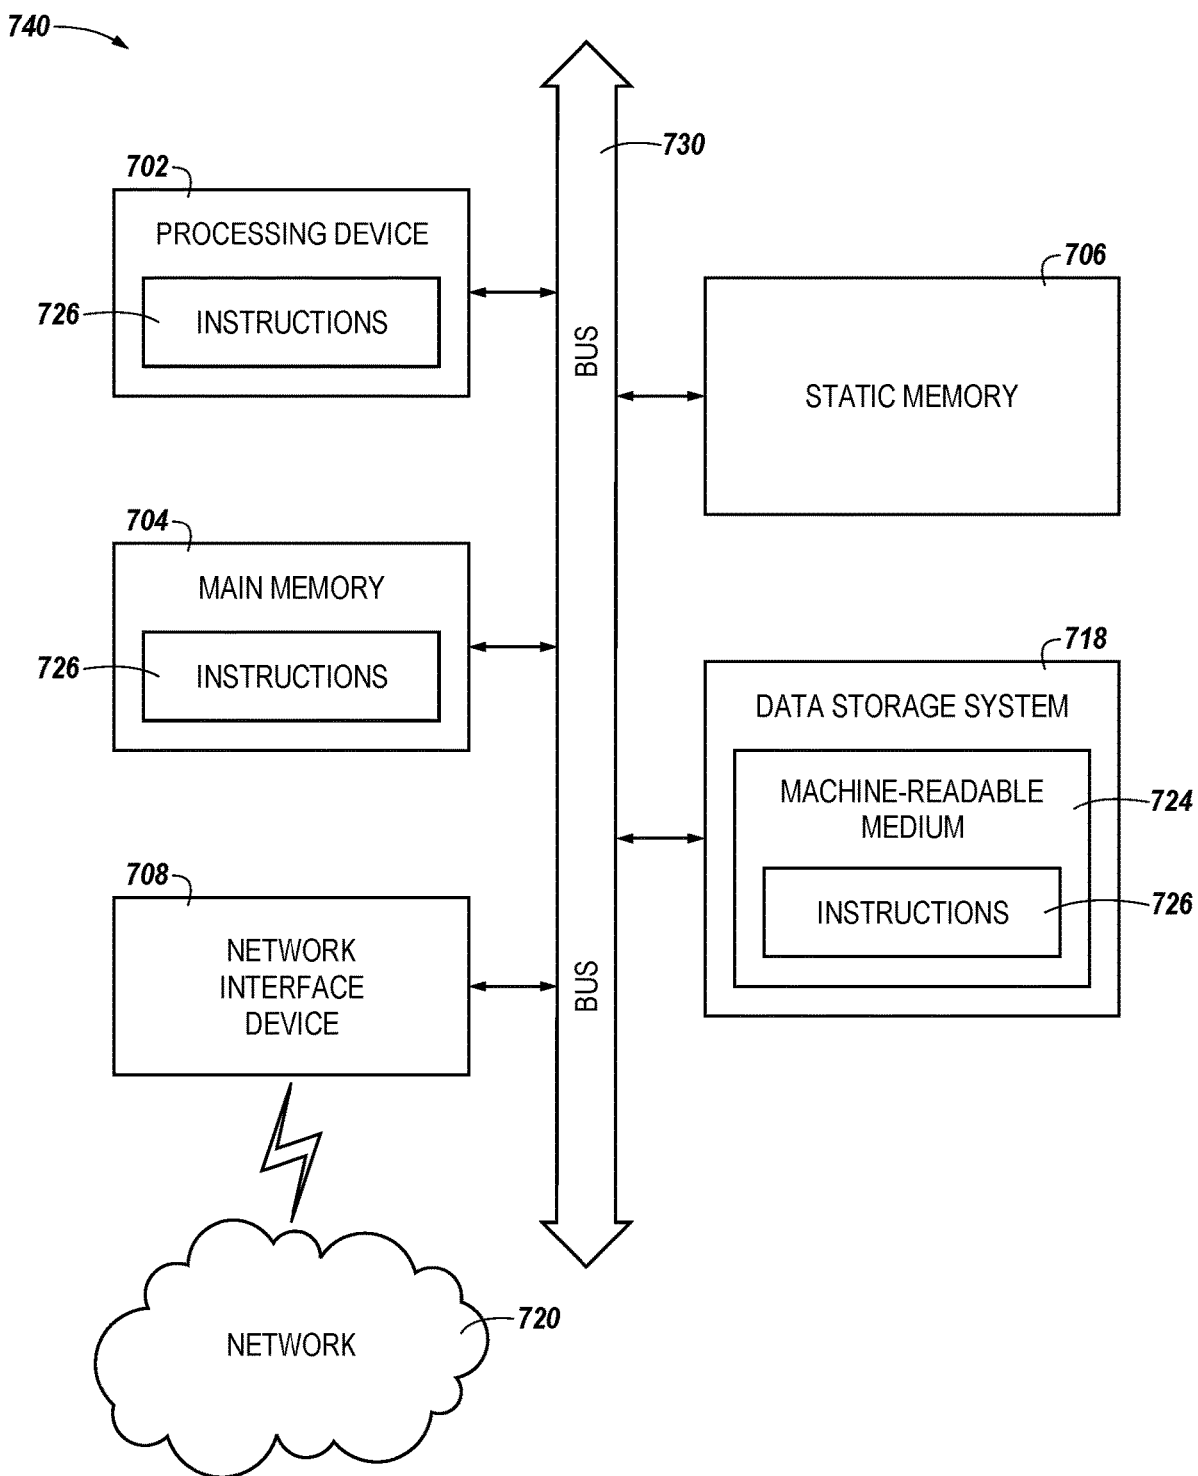 740
730
702
PROCESSING DEVICE
726
INSTRUCTIONS
BUS
706
STATIC MEMORY
704
MAIN MEMORY
726
INSTRUCTIONS
718
DATA STORAGE SYSTEM
MACHINE-READABLE
MEDIUM
724
INSTRUCTIONS
726
708
NETWORK
INTERFACE
DEVICE
BUS
NETWORK
720